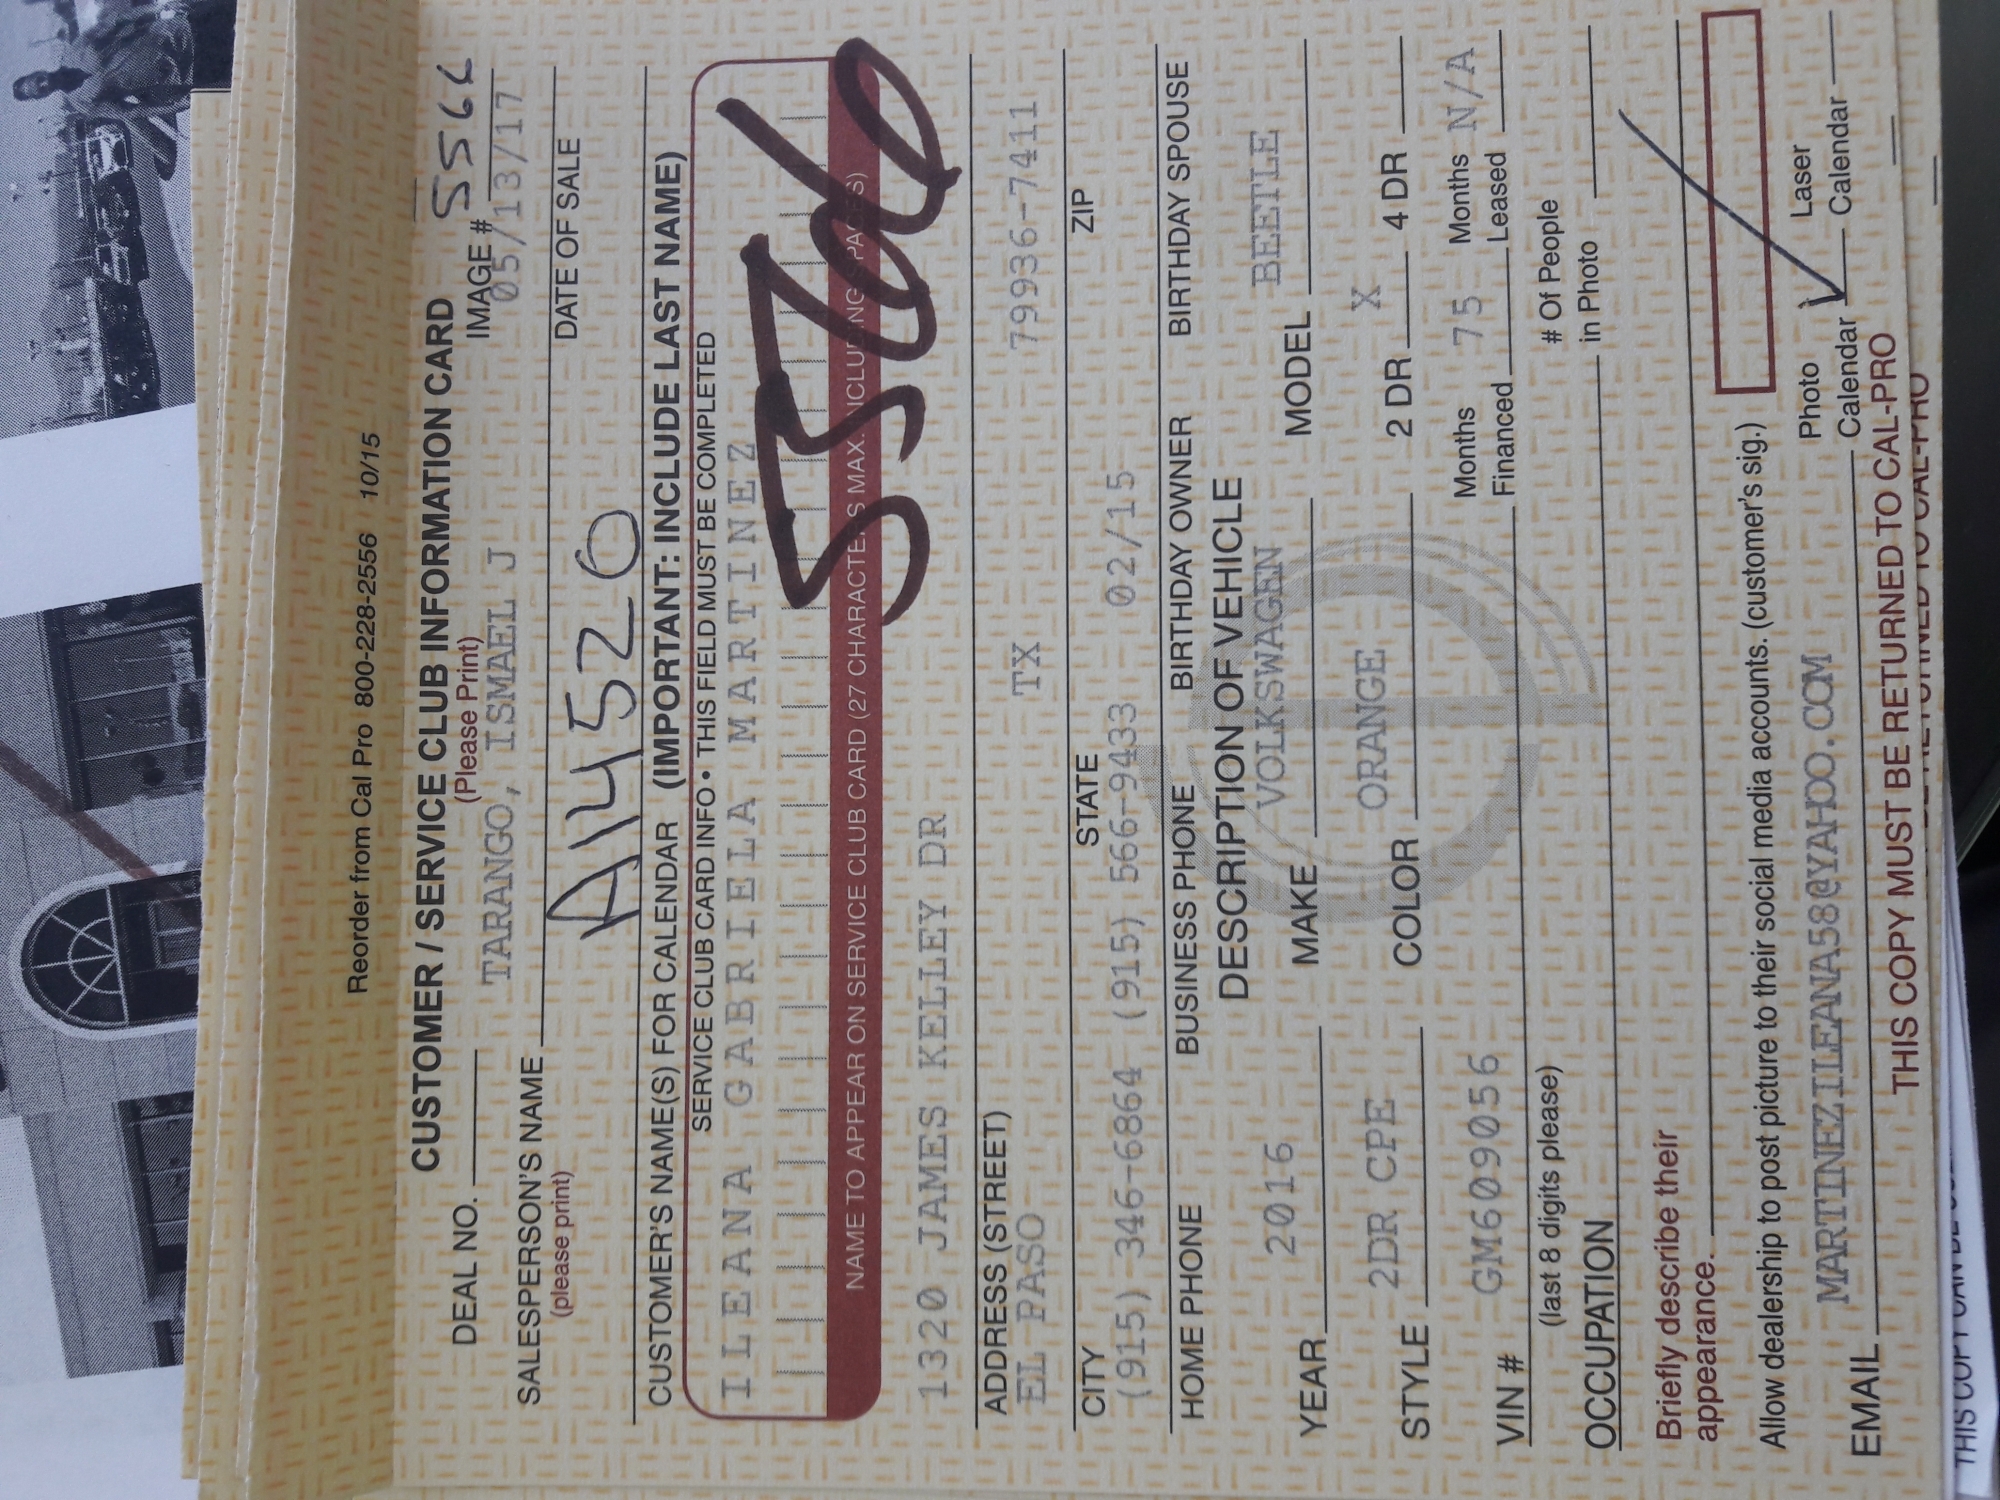 Reorder from Cal Pro 800-228-2556 10/15
CUSTOMER / SERVICE CLUB INFORMATION CARD
(Please Print)
DEAL NO.
IMAGE # 5566
TARANGO, ISMAEL J 05/13/17
SALESPERSON'S NAME DATE OF SALE
(please print)
A114520
CUSTOMER'S NAME(S) FOR CALENDAR (IMPORTANT: INCLUDE LAST NAME)
SERVICE CLUB CARD INFO • THIS FIELD MUST BE COMPLETED
ILEANA GABRIELA MARTINEZ
5566
NAME TO APPEAR ON SERVICE CLUB CARD (27 CHARACTERS MAX. INCLUDING SPACES)
1320 JAMES KELLEY DR
ADDRESS (STREET)
EL PASO TX 79936-7411
CITY STATE ZIP
(915) 346-6864 (915) 566-9433 02/15
HOME PHONE BUSINESS PHONE BIRTHDAY OWNER BIRTHDAY SPOUSE
DESCRIPTION OF VEHICLE
YEAR 2016 MAKE VOLKSWAGEN MODEL BEETLE
STYLE 2DR CPE COLOR ORANGE 2 DR X 4 DR
VIN # GM609056 Months Financed 75 Months Leased N/A
(last 8 digits please)
OCCUPATION # Of People in Photo
Briefly describe their
appearance.
Allow dealership to post picture to their social media accounts. (customer's sig.)
EMAIL MARTINEZILEANA58@YAHOO.COM Photo Calendar Laser Calendar
THIS COPY MUST BE RETURNED TO CAL-PRO